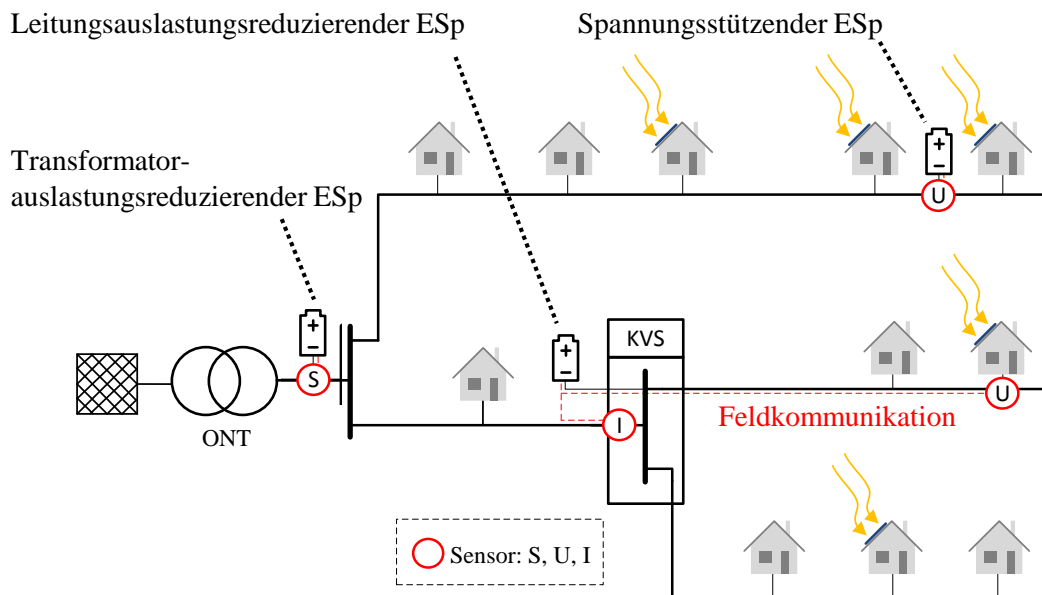 Leitungsauslastungsreduzierender ESp
Spannungsstützender ESp
Transformator-
auslastungsreduzierender ESp
U
KVS
S
U
Feldkommunikation
I
ONT
Sensor: S, U, I